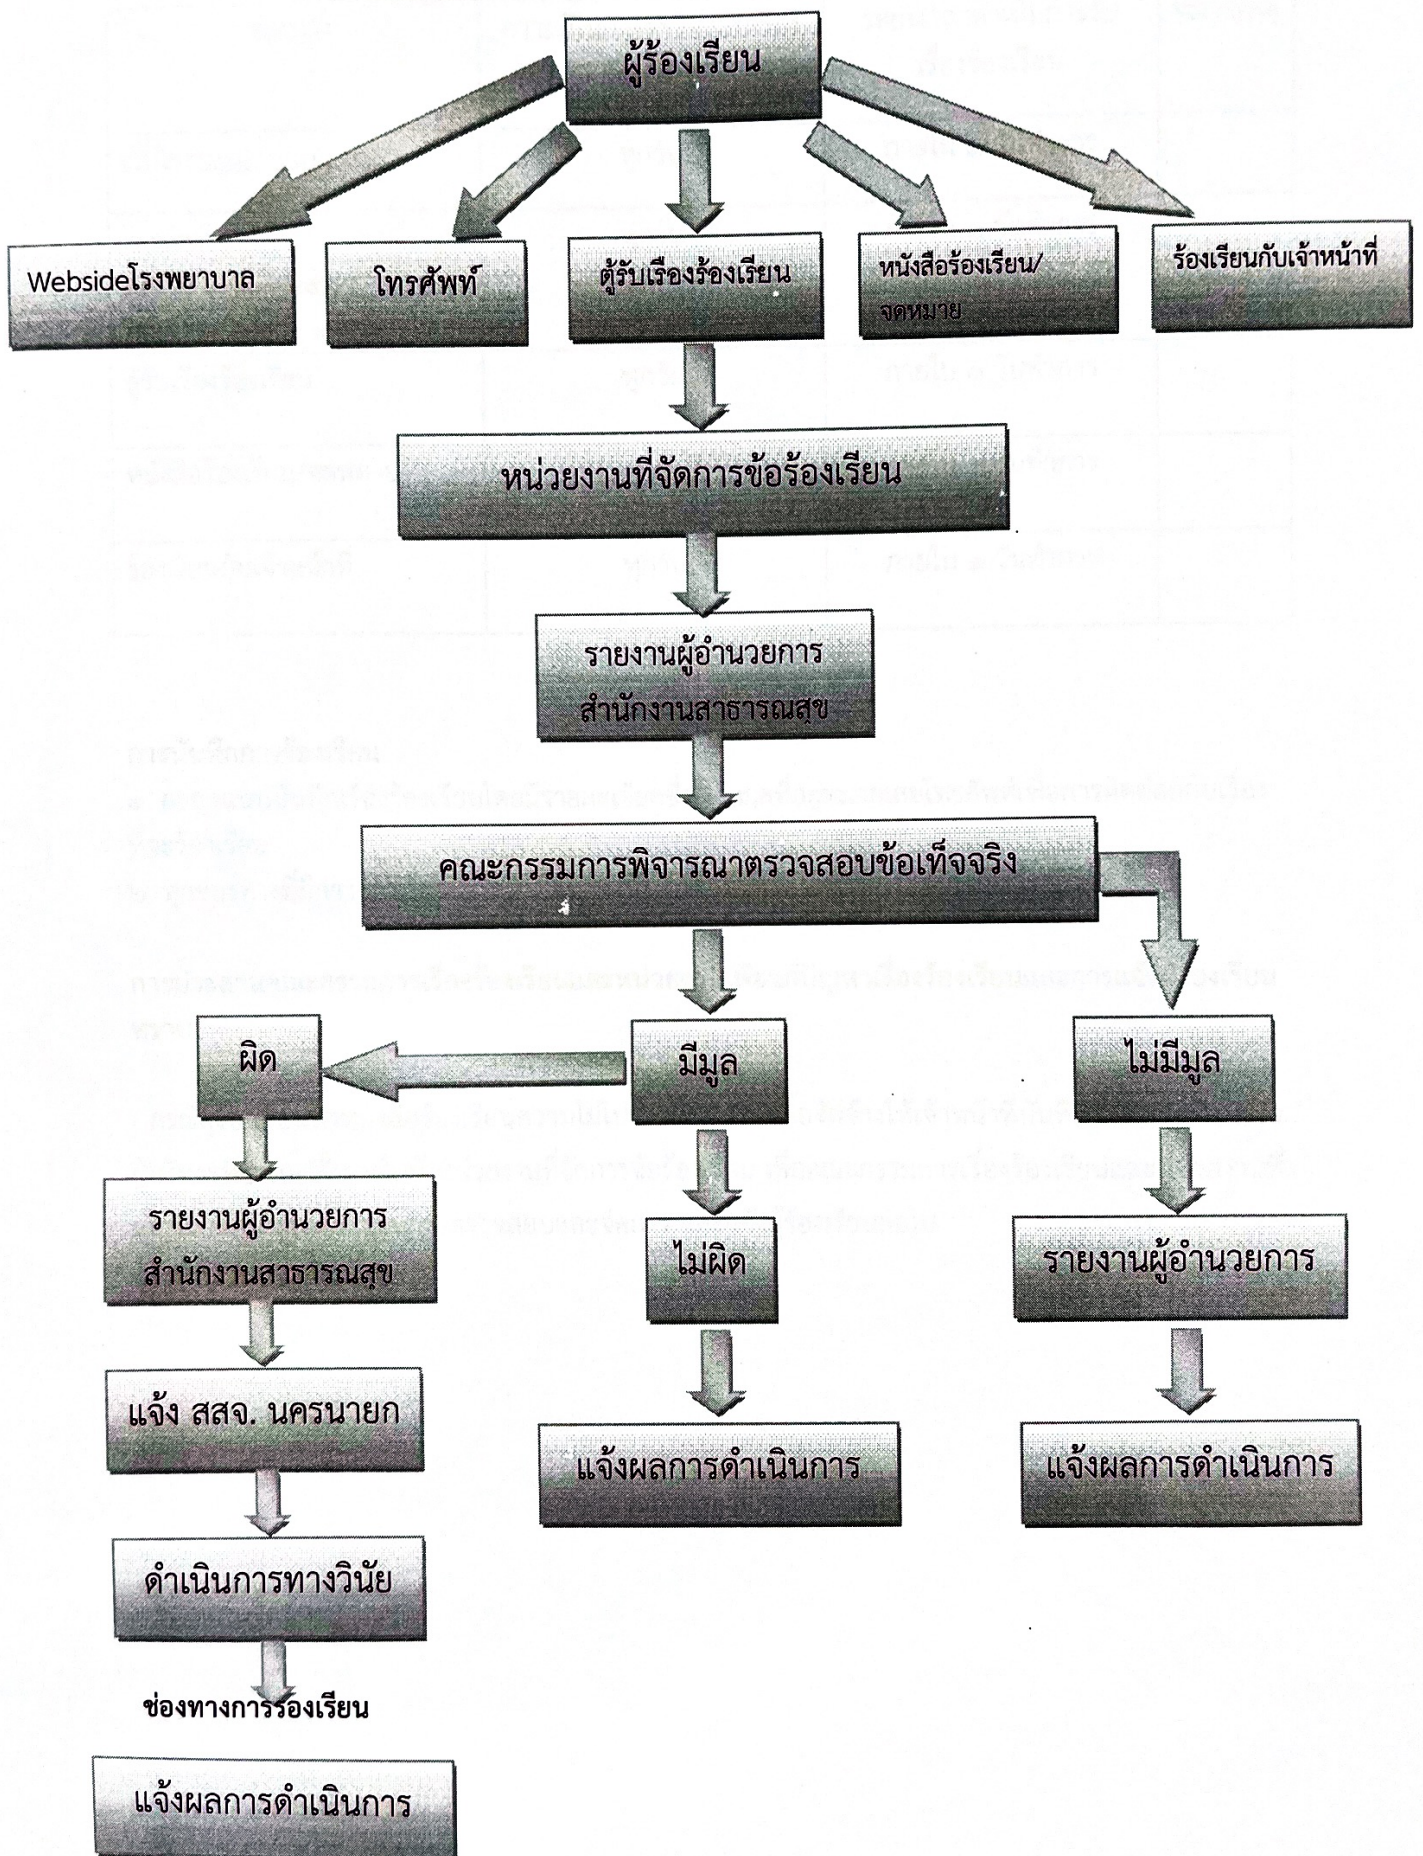 ผู้ร้องเรียน
Websideโรงพยาบาล
โทรศัพท์
ตู้รับเรืองร้องเรียน
หนังสือร้องเรียน/
จดหมาย
ร้องเรียนกับเจ้าหน้าที่
หน่วยงานที่จัดการข้อร้องเรียน
รายงานผู้อำนวยการ
สำนักงานสาธารณสุข
คณะกรรมการพิจารณาตรวจสอบข้อเท็จจริง
ผิด
มีมูล
ไม่มีมูล
รายงานผู้อำนวยการ
สำนักงานสาธารณสุข
ไม่ผิด
รายงานผู้อำนวยการ
แจ้ง สสจ. นครนายก
แจ้งผลการดำเนินการ
แจ้งผลการดำเนินการ
ดำเนินการทางวินัย
ช่องทางการร้องเรียน
แจ้งผลการดำเนินการ